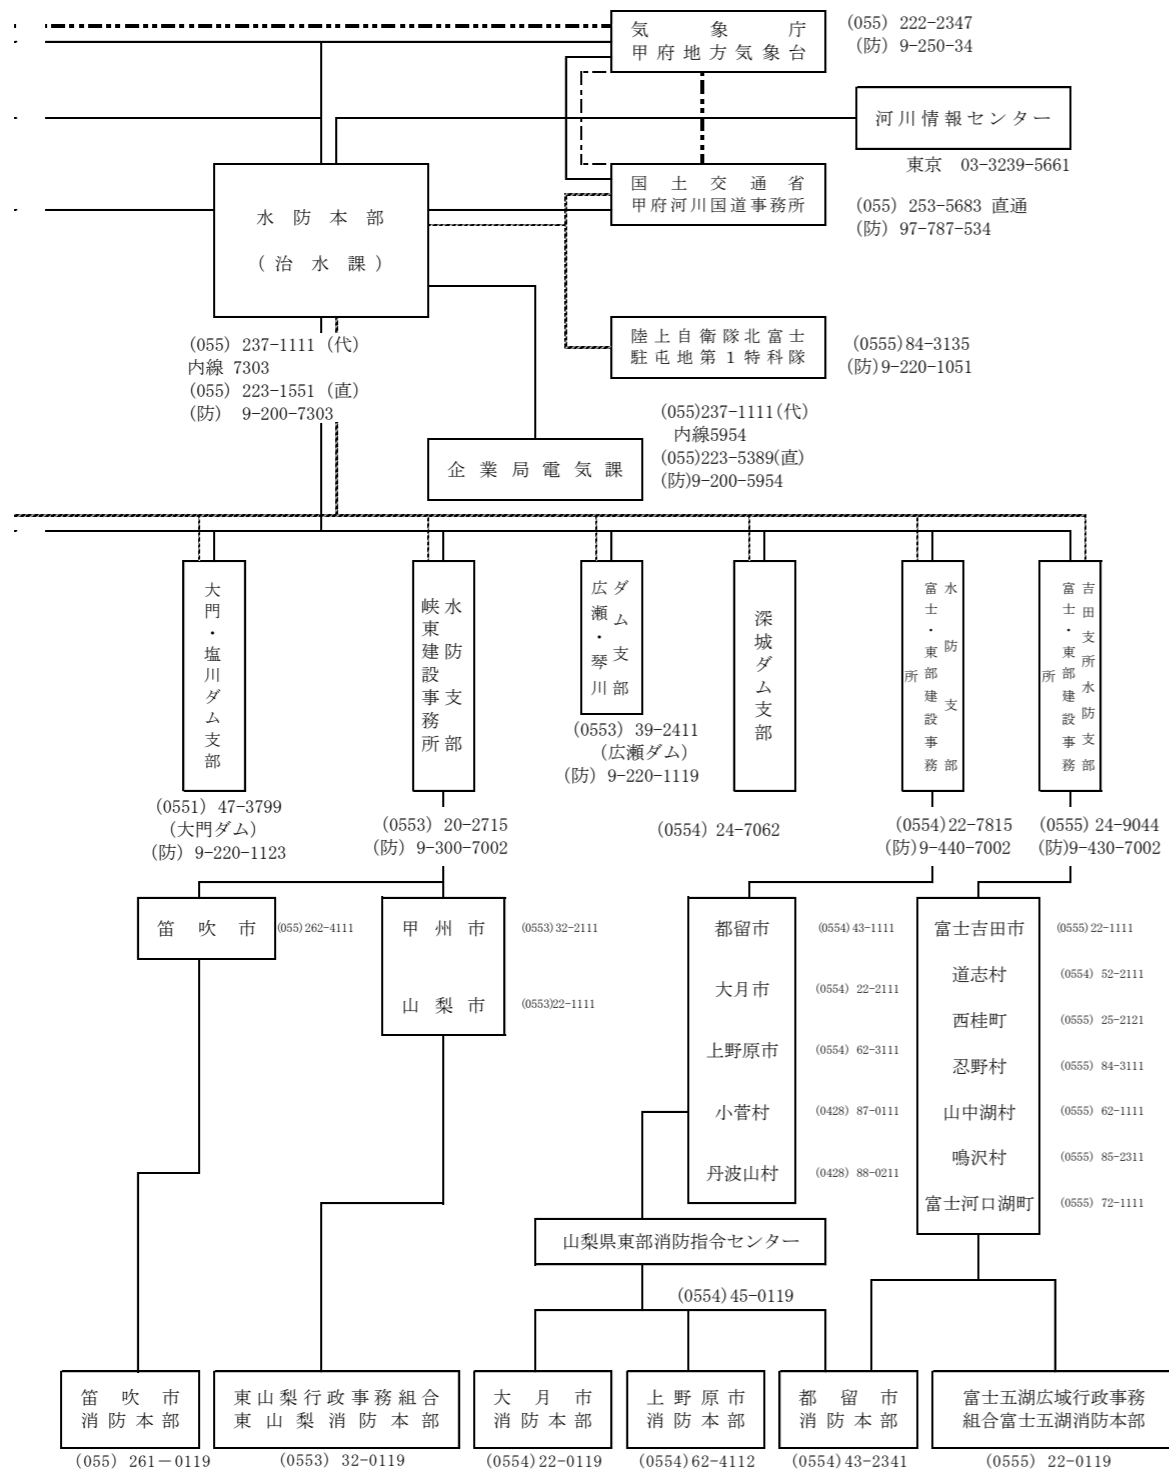 気象庁
甲府地方気象台
(055) 222-2347
(防) 9-250-34
河川情報センター
東京 03-3239-5661
国土交通省
甲府河川国道事務所
(055) 253-5683 直通
(防) 97-787-534
水防本部
(治水課)
(055) 237-1111 (代)
内線 7303
(055) 223-1551 (直)
(防) 9-200-7303
陸上自衛隊北富士
駐屯地第1特科隊
(0555)84-3135
(防)9-220-1051
企業局電気課
(055)237-1111(代)
内線5954
(055)223-5389(直)
(防)9-200-5954
大門・塩川ダム支部
(0551) 47-3799
(大門ダム)
(防) 9-220-1123
水防支部
峡東建設事務所
(0553) 20-2715
(防) 9-300-7002
ダム支部
広瀬・琴川
(0553) 39-2411
(広瀬ダム)
(防) 9-220-1119
深城ダム支部
(0554) 24-7062
水防支部
富士・東部建設事務
所
(0554)22-7815
(防)9-440-7002
吉田支所水防支部
富士・東部建設事務
所
(0555) 24-9044
(防)9-430-7002
笛吹市
(055)262-4111
甲州市
(0553)32-2111
山梨市
(0553)22-1111
都留市
(0554)43-1111
大月市
(0554) 22-2111
上野原市
(0554) 62-3111
小菅村
(0428) 87-0111
丹波山村
(0428) 88-0211
富士吉田市
(0555)22-1111
道志村
(0554) 52-2111
西桂町
(0555) 25-2121
忍野村
(0555) 84-3111
山中湖村
(0555) 62-1111
鳴沢村
(0555) 85-2311
富士河口湖町
(0555) 72-1111
山梨県東部消防指令センター
(0554)45-0119
笛吹市
消防本部
(055) 261－0119
東山梨行政事務組合
東山梨消防本部
(0553) 32-0119
大月市
消防本部
(0554)22-0119
上野原市
消防本部
(0554)62-4112
都留市
消防本部
(0554)43-2341
富士五湖広域行政事務
組合富士五湖消防本部
(0555) 22-0119